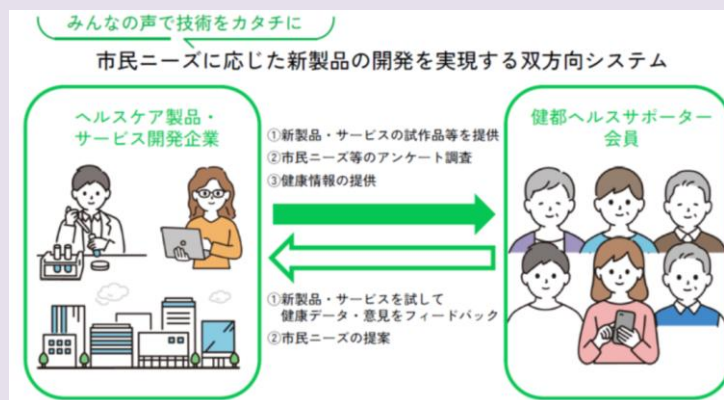 みんなの声で技術をカタチに
市民ニーズに応じた新製品の開発を実現する双方向システム
ヘルスケア製品・
サービス開発企業
①新製品・サービスの試作品等を提供
②市民ニーズ等のアンケート調査
③健康情報の提供
①新製品・サービスを試して
健康データ・意見をフィードバック
②市民ニーズの提案
健都ヘルスサポーター
会員